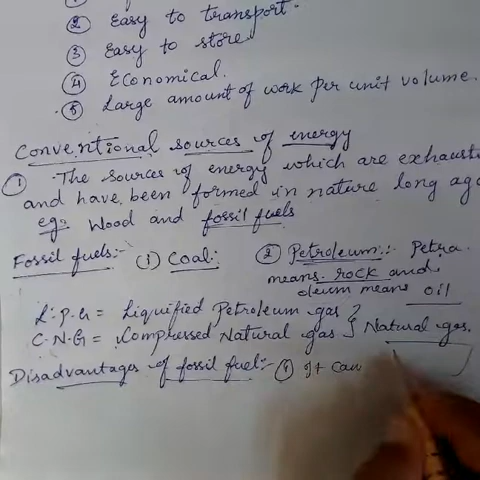 ② Easy to transport.
③ Easy to store
④ Economical.
⑤ Large amount of work per unit volume.
Conventional sources of energy
① The sources of energy which are exhaust
and have been formed in nature long ag
eg: Wood and fossil fuels
Fossil fuels:- ① Coal: ② Petroleum:- Petra
means rock and
oleum means oil
L.P.G = Liquified Petroleum gas }
C.N.G = Compressed Natural gas } Natural gas.
Disadvantages of fossil fuel:- ① It cau